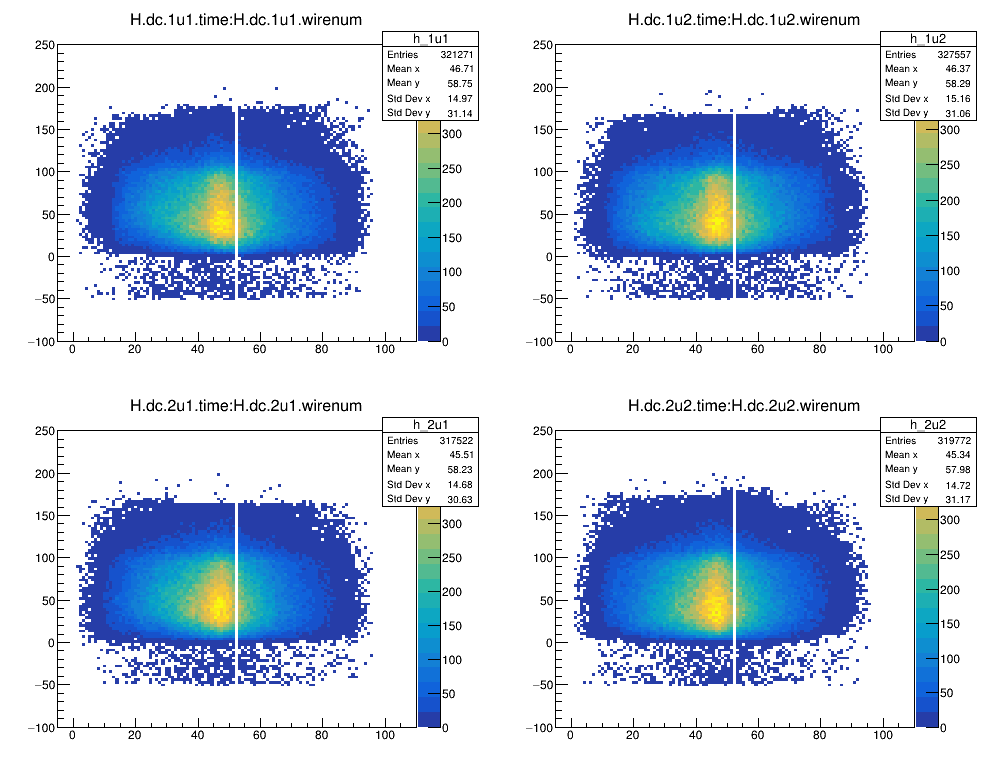 H.dc.1u1.time:H.dc.1u1.wirenum
h_1u1
Entries 321271
Mean x 46.71
Mean y 58.75
Std Dev x 14.97
Std Dev y 31.14
250
200
150
100
50
0
−50
−100
0 20 40 60 80 100
300
250
200
150
100
50
0
H.dc.1u2.time:H.dc.1u2.wirenum
h_1u2
Entries 327557
Mean x 46.37
Mean y 58.29
Std Dev x 15.16
Std Dev y 31.06
250
200
150
100
50
0
−50
−100
0 20 40 60 80 100
300
250
200
150
100
50
0
H.dc.2u1.time:H.dc.2u1.wirenum
h_2u1
Entries 317522
Mean x 45.51
Mean y 58.23
Std Dev x 14.68
Std Dev y 30.63
250
200
150
100
50
0
−50
−100
0 20 40 60 80 100
300
250
200
150
100
50
0
H.dc.2u2.time:H.dc.2u2.wirenum
h_2u2
Entries 319772
Mean x 45.34
Mean y 57.98
Std Dev x 14.72
Std Dev y 31.17
250
200
150
100
50
0
−50
−100
0 20 40 60 80 100
300
250
200
150
100
50
0